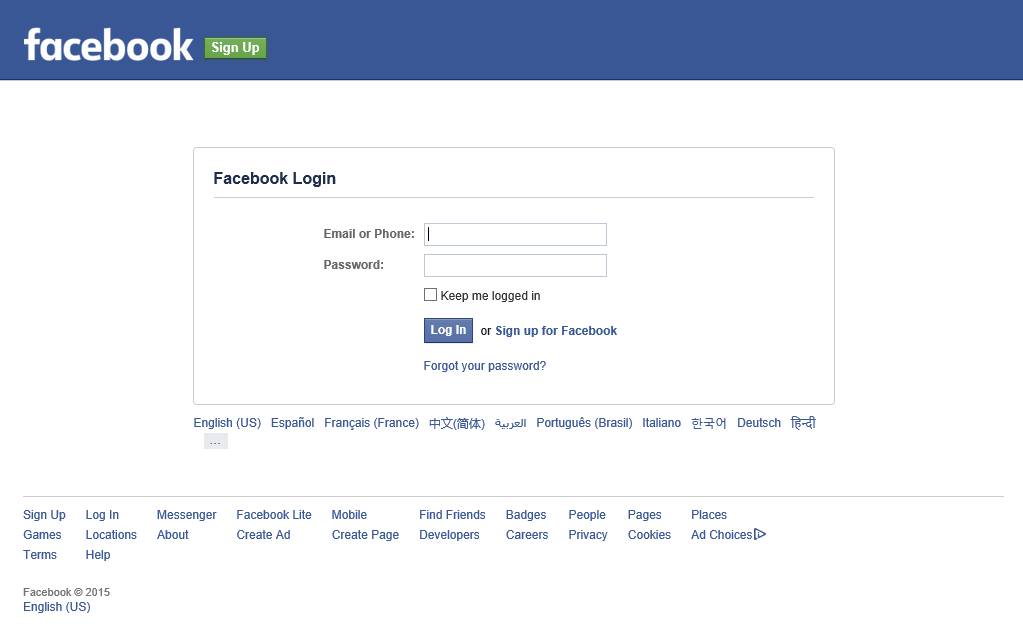 facebook Sign Up
Facebook Login
Email or Phone:
Password:
Keep me logged in
Log In or Sign up for Facebook
Forgot your password?
English (US) Español Français (France) 中文(简体) العربية Português (Brasil) Italiano 한국어 Deutsch हिन्दी
...
Sign Up Log In Messenger Facebook Lite Mobile Find Friends Badges People Pages Places
Games Locations About Create Ad Create Page Developers Careers Privacy Cookies Ad Choices
Terms Help
Facebook © 2015
English (US)